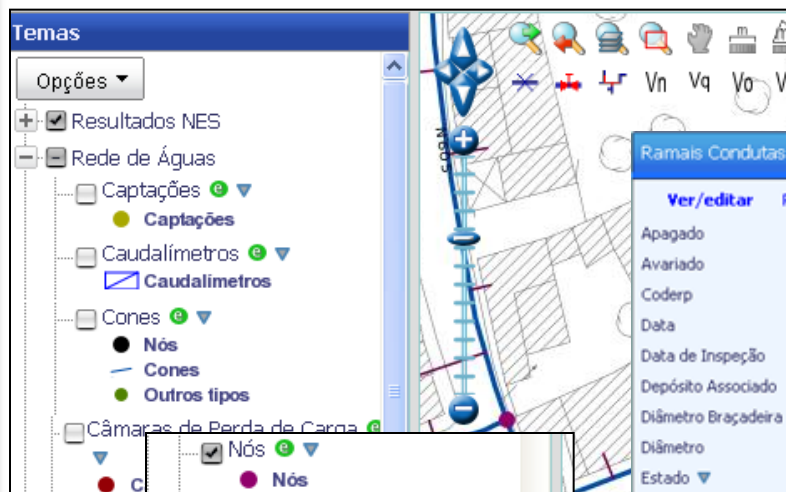 Temas
Opções
Resultados NES
Rede de Águas
Captações
Captações
Caudalímetros
Caudalímetros
Cones
Nós
Cones
Outros tipos
Câmaras de Perda de Carga
C
Nós
Nós
m
Vn Vq Vo V
Ramais Condutas
Ver/editar
Apagado
Avariado
Coderp
Data
Data de Inspeção
Depósito Associado
Diâmetro Braçadeira
Diâmetro
Estado